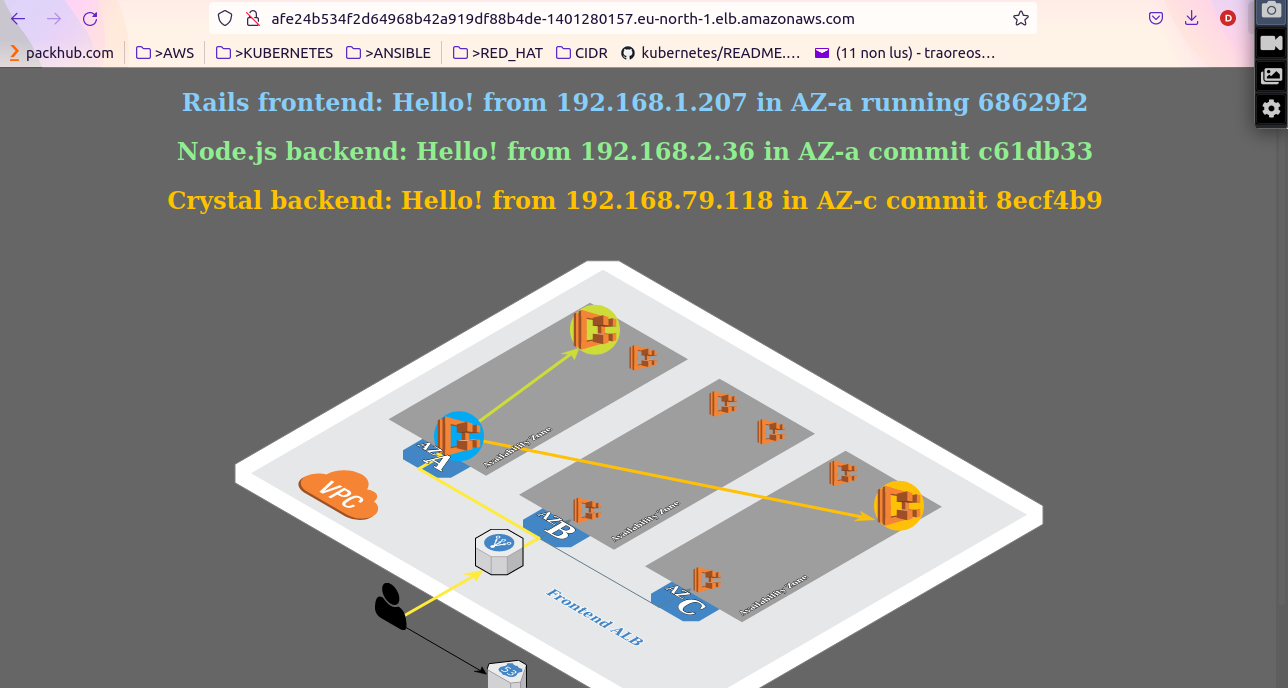 afe24b534f2d64968b42a919df88b4de-1401280157.eu-north-1.elb.amazonaws.com
D
packhub.com >AWS >KUBERNETES >ANSIBLE >RED_HAT CIDR kubernetes/README.… (11 non lus) - traoreos…
Rails frontend: Hello! from 192.168.1.207 in AZ-a running 68629f2
Node.js backend: Hello! from 192.168.2.36 in AZ-a commit c61db33
Crystal backend: Hello! from 192.168.79.118 in AZ-c commit 8ecf4b9
AZ A
Availability Zone
VPC
AZ B
Availability Zone
AZ C
Availability Zone
Frontend ALB
53